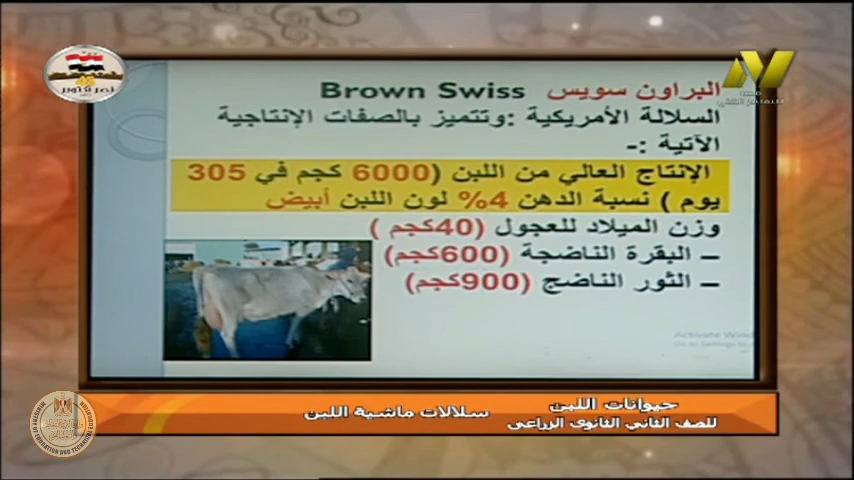 البراون سويس Brown Swiss
السلالة الأمريكية :وتتميز بالصفات الإنتاجية
الآتية :-
الإنتاج العالي من اللبن (6000 كجم في 305
يوم ) نسبة الدهن 4% لون اللبن أبيض
وزن الميلاد للعجول (40كجم )
– البقرة الناضجة (600كجم)
– الثور الناضج (900كجم)
حيوانات اللبن
للصف الثاني الثانوى الزراعى
سلالات ماشية اللبن